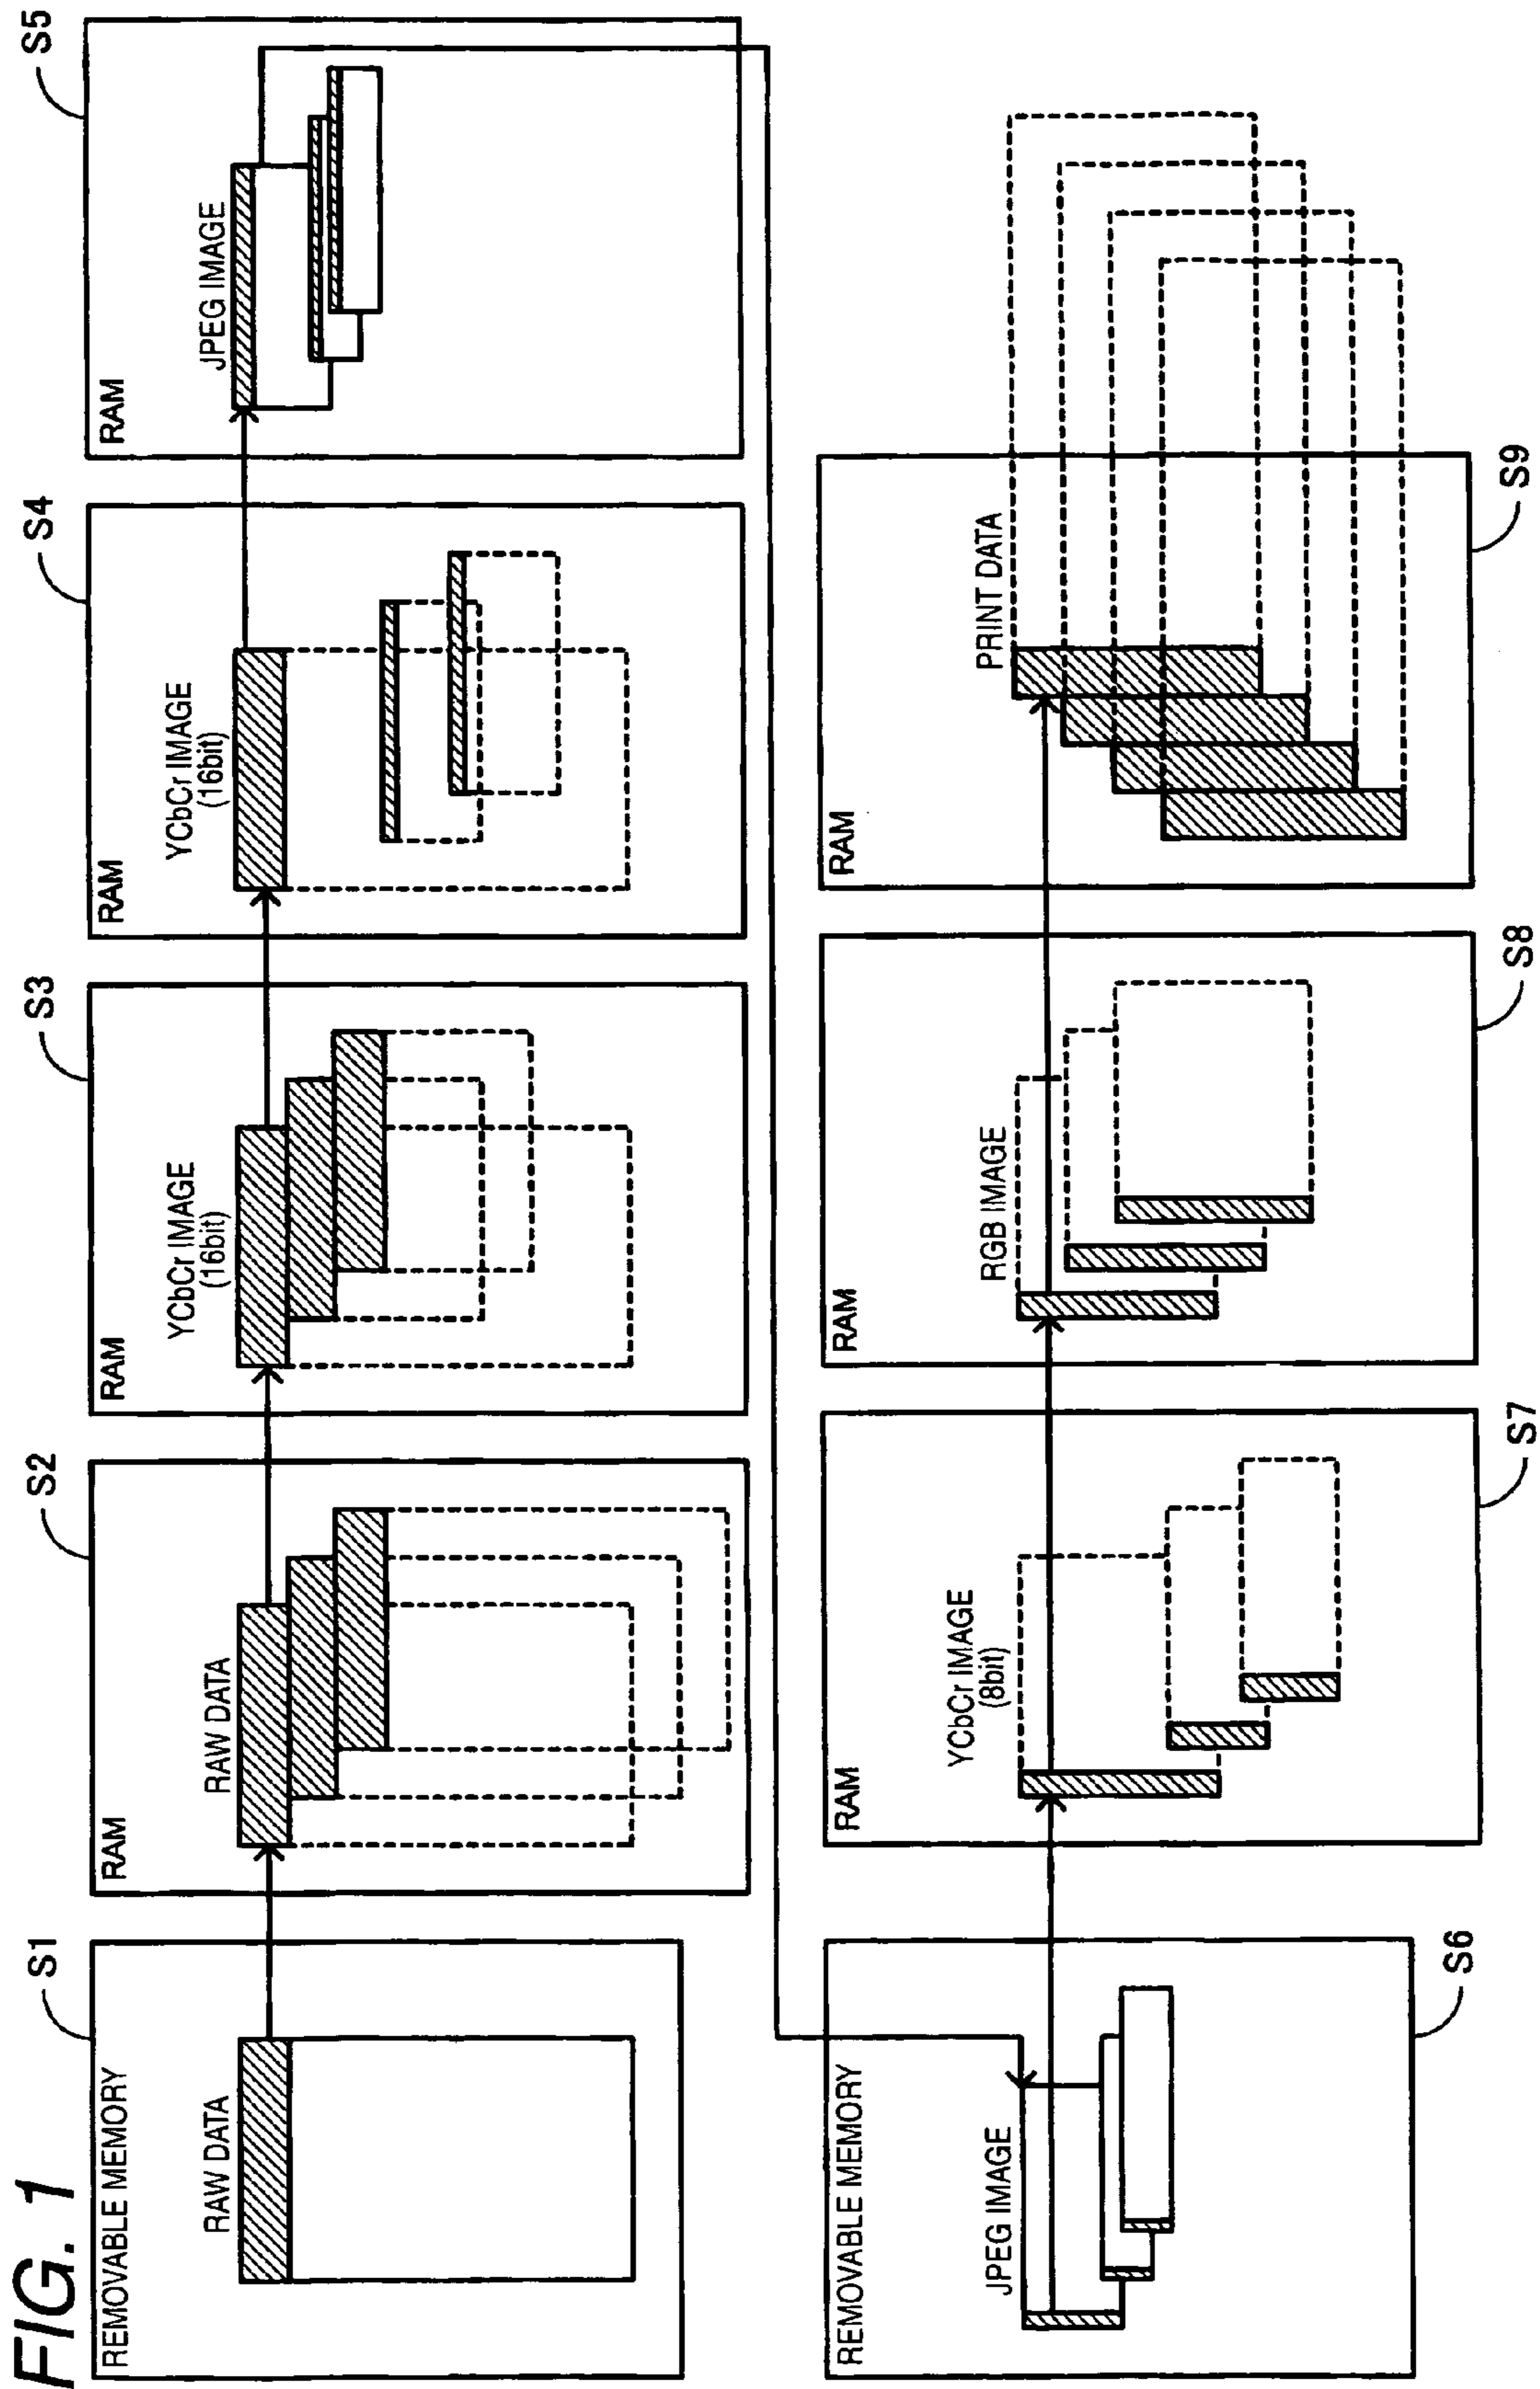 FIG. 1
S1
REMOVABLE MEMORY
RAW DATA
S2
RAM
RAW DATA
S3
RAM
YCbCr IMAGE
(16bit)
S4
RAM
YCbCr IMAGE
(16bit)
S5
RAM
JPEG IMAGE
REMOVABLE MEMORY
JPEG IMAGE
S6
RAM
YCbCr IMAGE
(8bit)
S7
RAM
RGB IMAGE
S8
RAM
PRINT DATA
S9